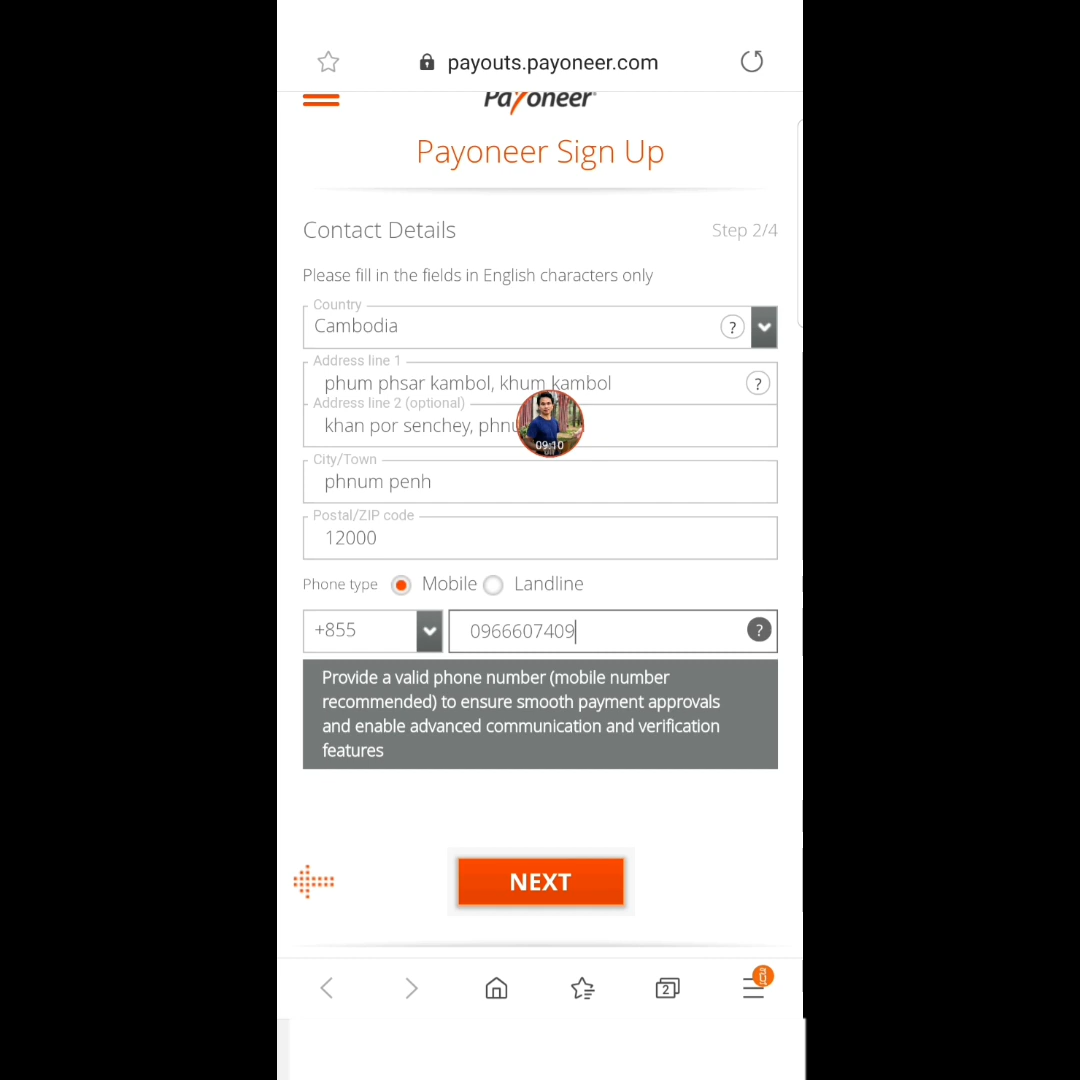 payouts.payoneer.com
Payoneer
Payoneer Sign Up
Contact Details
Step 2/4
Please fill in the fields in English characters only
Country
Cambodia
?
Address line 1
phum phsar kambol, khum kambol
?
Address line 2 (optional)
khan por senchey,
09:10
City/Town
phnum penh
Postal/ZIP code
12000
Phone type
Mobile
Landline
+855
0966607409
?
Provide a valid phone number (mobile number
recommended) to ensure smooth payment approvals
and enable advanced communication and verification
features
NEXT
2